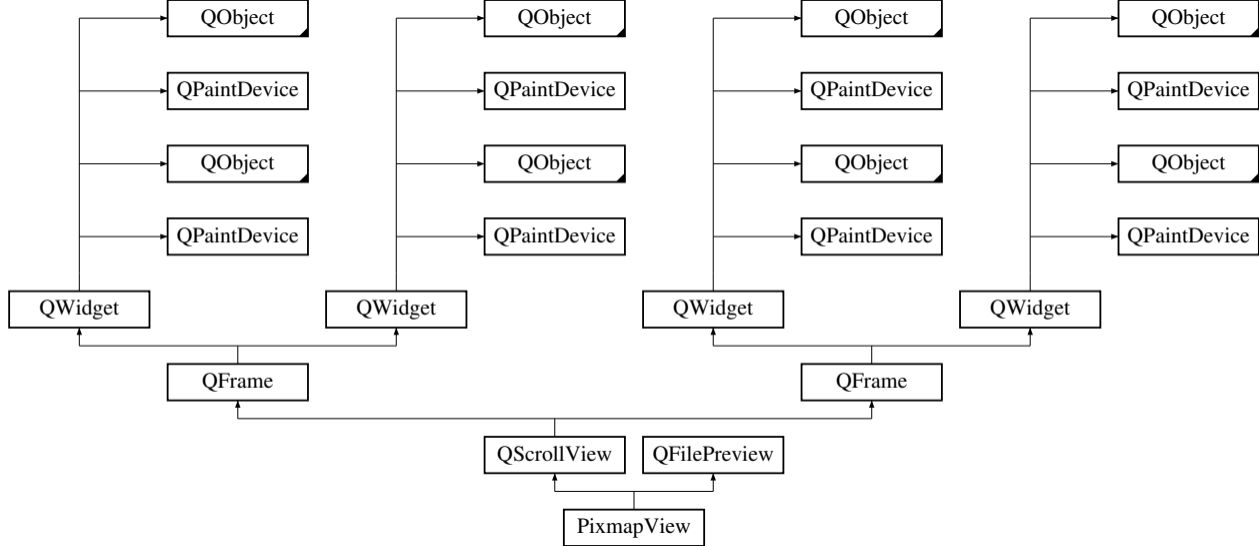 QObject QObject QObject QObject
QPaintDevice QPaintDevice QPaintDevice QPaintDevice
QObject QObject QObject QObject
QPaintDevice QPaintDevice QPaintDevice QPaintDevice
QWidget QWidget QWidget QWidget
QFrame QFrame
QScrollView QFilePreview
PixmapView